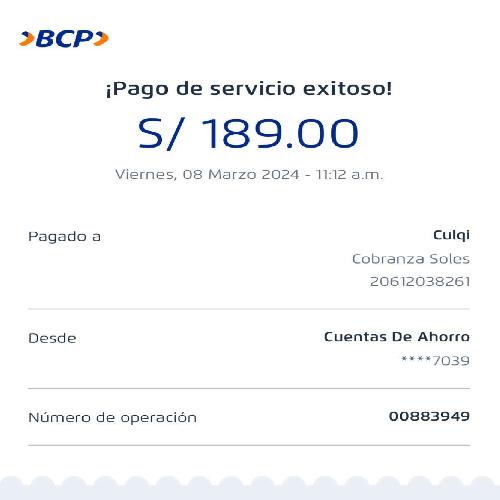 BCP
¡Pago de servicio exitoso!
S/ 189.00
Viernes, 08 Marzo 2024 - 11:12 a.m.
Pagado a Culqi
Cobranza Soles
20612038261
Desde Cuentas De Ahorro
****7039
Número de operación 00883949